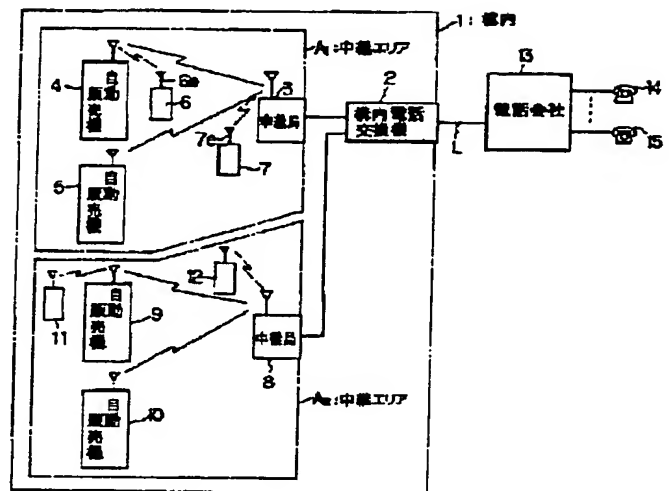 A₁:中継エリア
1:構内
4
自動
販売機
6a
6
3
中継局
7a
7
5
自動
販売機
2
構内電話
交換機
L
13
電話会社
14
15
12
11
自動
販売機
9
中継局
8
自動
販売機
10
A₂:中継エリア